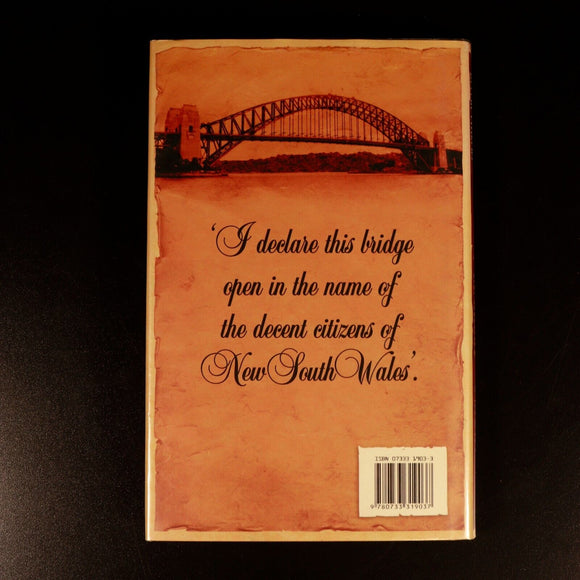 'I declare this bridge
open in the name of
the decent citizens of
New South Wales'.
ISBN 07333 1903-3
9 780733 319037